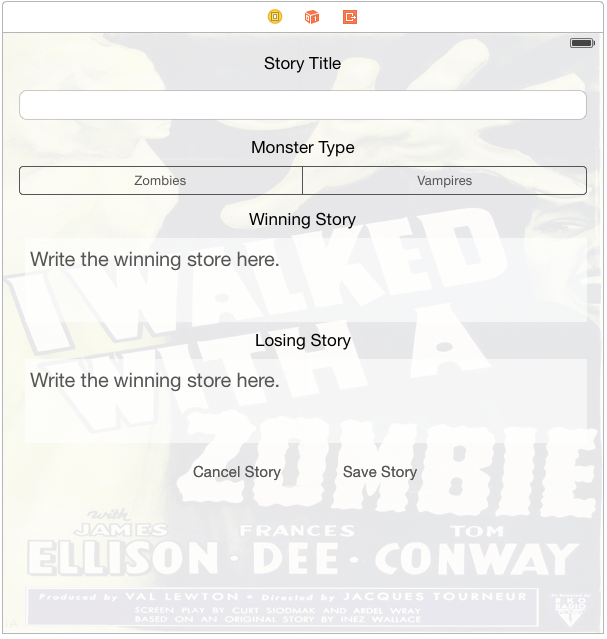 Story Title
Monster Type
Zombies Vampires
Winning Story
Write the winning store here.
I WALKED
Losing Story
WITH A
Write the winning store here.
ZOMBIE
Cancel Story Save Story
with
JAMES FRANCES TOM
ELLISON · DEE · CONWAY
Produced by VAL LEWTON • Directed by JACQUES TOURNEUR
SCREEN PLAY BY CURT SIODMAK AND ARDEL WRAY
BASED ON AN ORIGINAL STORY BY INEZ WALLACE
RKO
RADIO